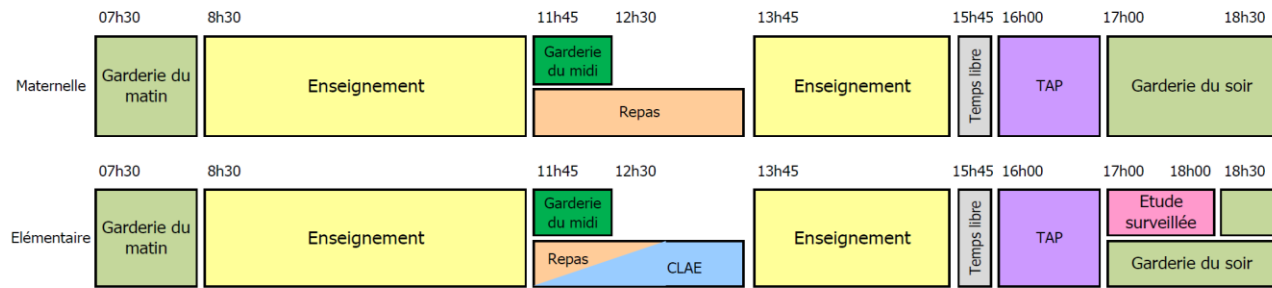 07h30 8h30 11h45 12h30 13h45 15h45 16h00 17h00 18h30
Maternelle
Garderie du
matin
Enseignement
Garderie
du midi
Repas
Enseignement
Temps libre
TAP
Garderie du soir
07h30 8h30 11h45 12h30 13h45 15h45 16h00 17h00 18h00 18h30
Elémentaire
Garderie du
matin
Enseignement
Garderie
du midi
Repas
CLAE
Enseignement
Temps libre
TAP
Etude
surveillée
Garderie du soir